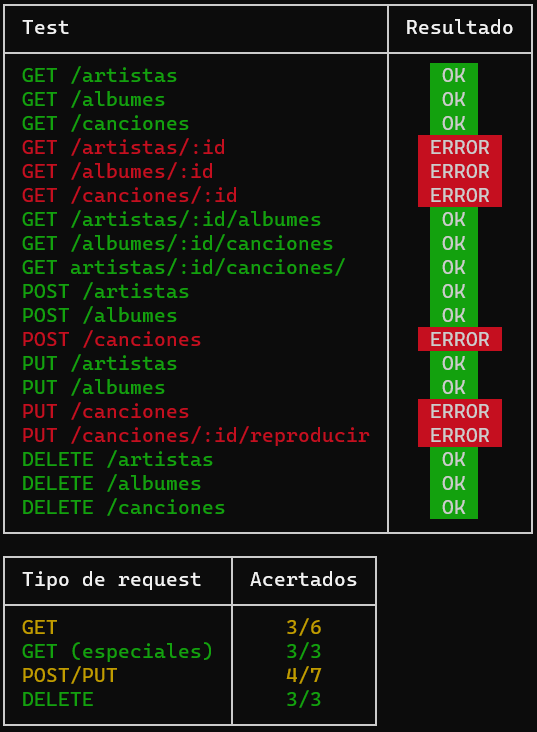 Test Resultado
GET /artistas OK
GET /albumes OK
GET /canciones OK
GET /artistas/:id ERROR
GET /albumes/:id ERROR
GET /canciones/:id ERROR
GET /artistas/:id/albumes OK
GET /albumes/:id/canciones OK
GET artistas/:id/canciones/ OK
POST /artistas OK
POST /albumes OK
POST /canciones ERROR
PUT /artistas OK
PUT /albumes OK
PUT /canciones ERROR
PUT /canciones/:id/reproducir ERROR
DELETE /artistas OK
DELETE /albumes OK
DELETE /canciones OK
Tipo de request Acertados
GET 3/6
GET (especiales) 3/3
POST/PUT 4/7
DELETE 3/3